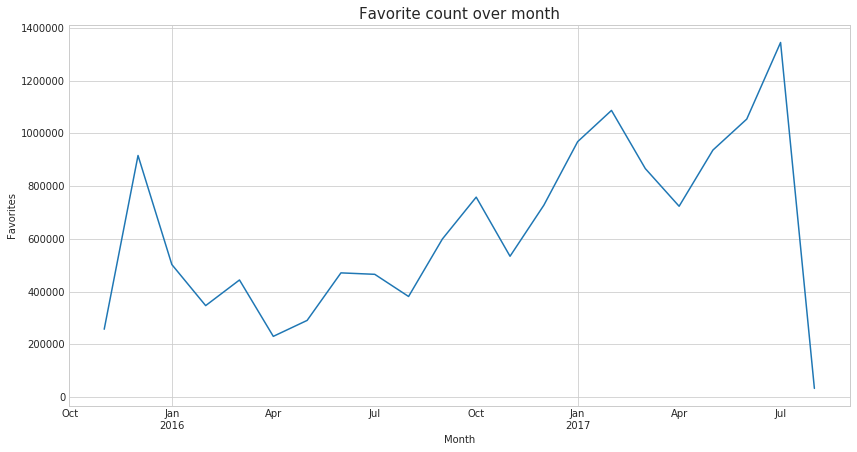 Favorite count over month
1400000
1200000
1000000
800000
600000
400000
200000
0
Favorites
Oct Jan Apr Jul Oct Jan Apr Jul
2016 2017
Month